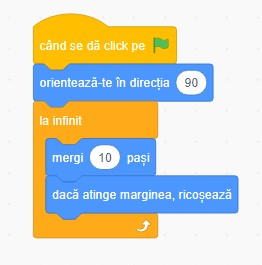 când se dă click pe
orientează-te în direcția 90
la infinit
mergi 10 pași
dacă atinge marginea, ricoșează